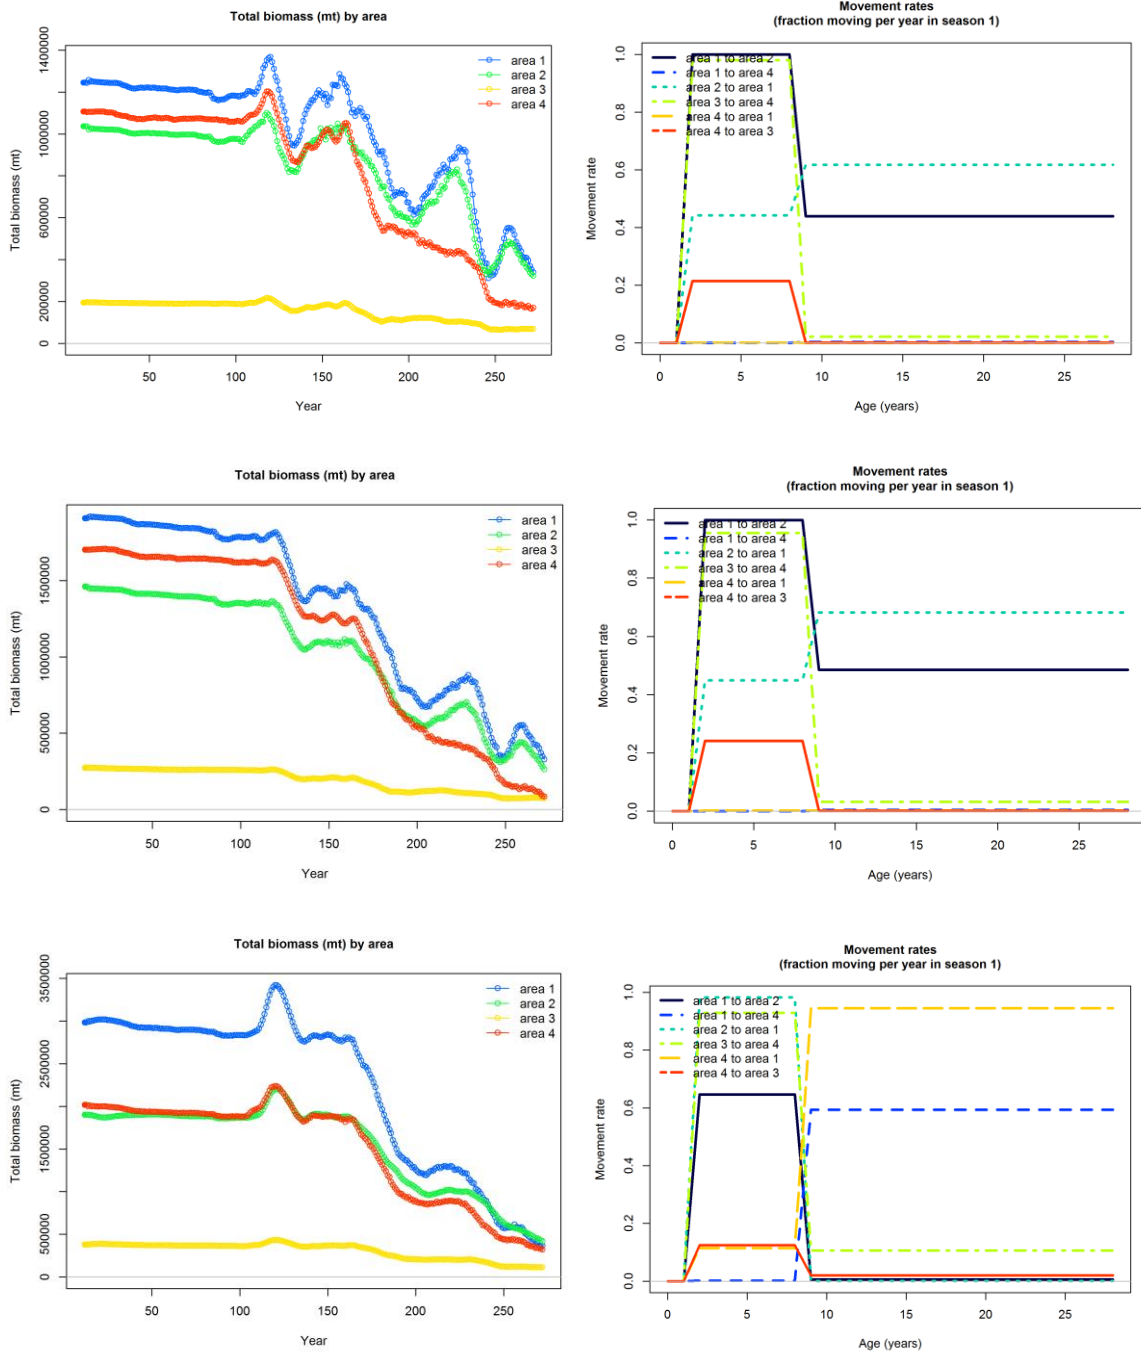 Total biomass (mt) by area
Total biomass (mt)
1400000
1000000
600000
200000
0
50
100
150
200
250
Year
area 1
area 2
area 3
area 4
Movement rates
(fraction moving per year in season 1)
Movement rate
1.0
0.8
0.6
0.4
0.2
0.0
area 1 to area 2
area 1 to area 4
area 2 to area 1
area 3 to area 4
area 4 to area 1
area 4 to area 3
0
5
10
15
20
25
Age (years)
Total biomass (mt) by area
Total biomass (mt)
1500000
1000000
500000
0
50
100
150
200
250
Year
area 1
area 2
area 3
area 4
Movement rates
(fraction moving per year in season 1)
Movement rate
1.0
0.8
0.6
0.4
0.2
0.0
area 1 to area 2
area 1 to area 4
area 2 to area 1
area 3 to area 4
area 4 to area 1
area 4 to area 3
0
5
10
15
20
25
Age (years)
Total biomass (mt) by area
Total biomass (mt)
3500000
2500000
1500000
500000
0
50
100
150
200
250
Year
area 1
area 2
area 3
area 4
Movement rates
(fraction moving per year in season 1)
Movement rate
1.0
0.8
0.6
0.4
0.2
0.0
area 1 to area 2
area 1 to area 4
area 2 to area 1
area 3 to area 4
area 4 to area 1
area 4 to area 3
0
5
10
15
20
25
Age (years)